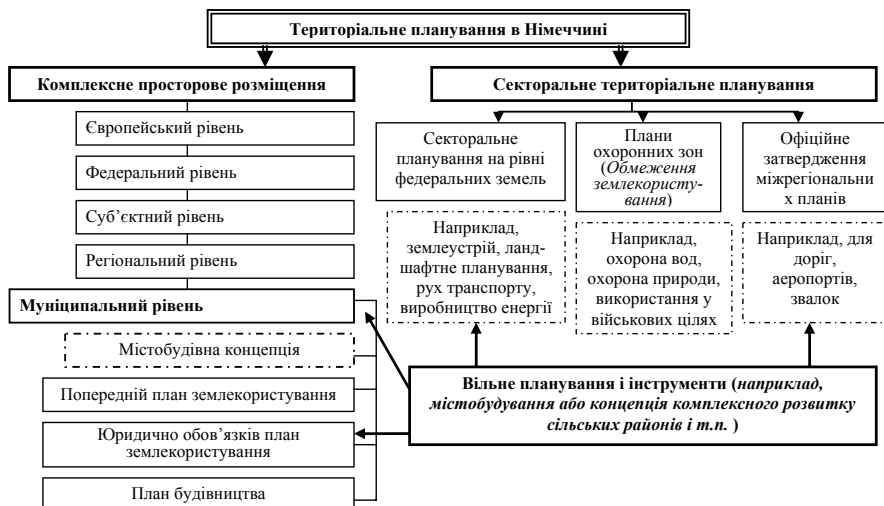 Територіальне планування в Німеччині
Комплексне просторове розміщення
Європейський рівень
Федеральний рівень
Суб’єктний рівень
Регіональний рівень
Муніципальний рівень
Містобудівна концепція
Попередній план землекористування
Юридично обов’язків план
землекористування
План будівництва
Секторальне територіальне планування
Секторальне
планування на рівні
федеральних земель
Наприклад,
землеустрій, ланд-
шафтне планування,
рух транспорту,
виробництво енергії
Плани
охоронних зон
(Обмеження
землекористу-
вання)
Наприклад,
охорона вод,
охорона природи,
використання у
військових цілях
Офіційне
затвердження
міжрегіональни
х планів
Наприклад, для
доріг,
аеропортів,
звалок
Вільне планування і інструменти (наприклад,
містобудування або концепція комплексного розвитку
сільських районів і т.п. )